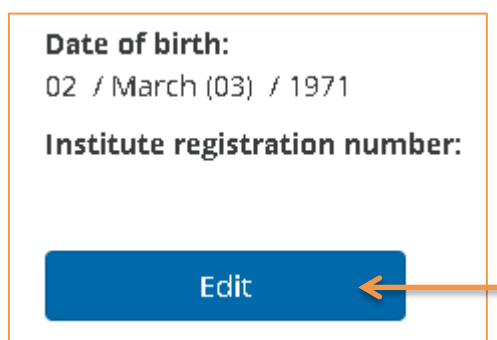 Date of birth:
02 / March (03) / 1971
Institute registration number:
Edit